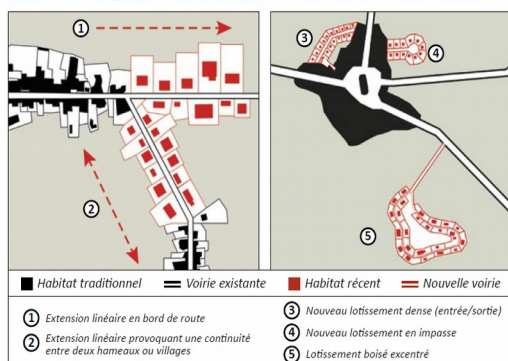 1
2
3
4
5
Habitat traditionnel Voirie existante Habitat récent Nouvelle voirie
1 Extension linéaire en bord de route
2 Extension linéaire provoquant une continuité
entre deux hameaux ou villages
3 Nouveau lotissement dense (entrée/sortie)
4 Nouveau lotissement en impasse
5 Lotissement boisé excentré